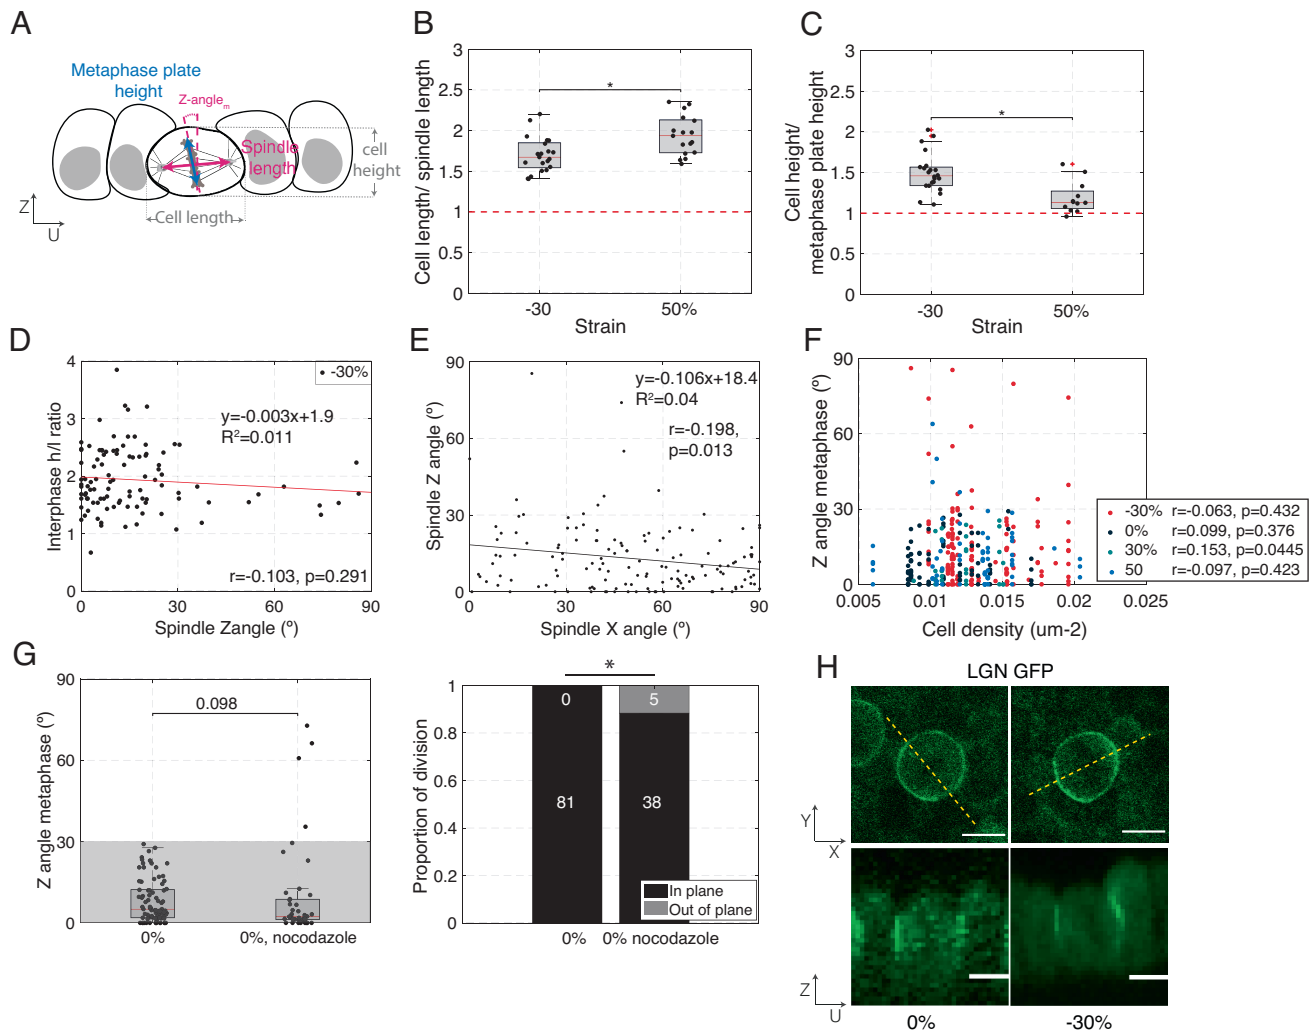 A
Metaphase plate
height
Z-angleₘ
Spindle
length
cell
height
Cell length
Z
U
B
Cell length/ spindle length
3
2.5
2
1.5
1
0.5
0
*
-30
50%
Strain
C
Cell height/
metaphase plate height
3
2.5
2
1.5
1
0.5
0
*
-30
50%
Strain
D
Interphase h/l ratio
4
3
2
1
0
-30%
y=-0.003x+1.9
R²=0.011
r=-0.103, p=0.291
0
30
60
90
Spindle Zangle (º)
E
Spindle Z angle (º)
90
60
30
0
y=-0.106x+18.4
R²=0.04
r=-0.198,
p=0.013
0
30
60
90
Spindle X angle (º)
F
Z angle metaphase (º)
90
60
30
0
-30% r=-0.063, p=0.432
0% r=0.099, p=0.376
30% r=0.153, p=0.0445
50 r=-0.097, p=0.423
0.005
0.01
0.015
0.02
0.025
Cell density (um-2)
G
Z angle metaphase (º)
90
60
30
0
0.098
0%
0%, nocodazole
Proportion of division
1
0.8
0.6
0.4
0.2
0
*
0
5
81
38
In plane
Out of plane
0%
0% nocodazole
H
LGN GFP
Y
X
Z
U
0%
-30%